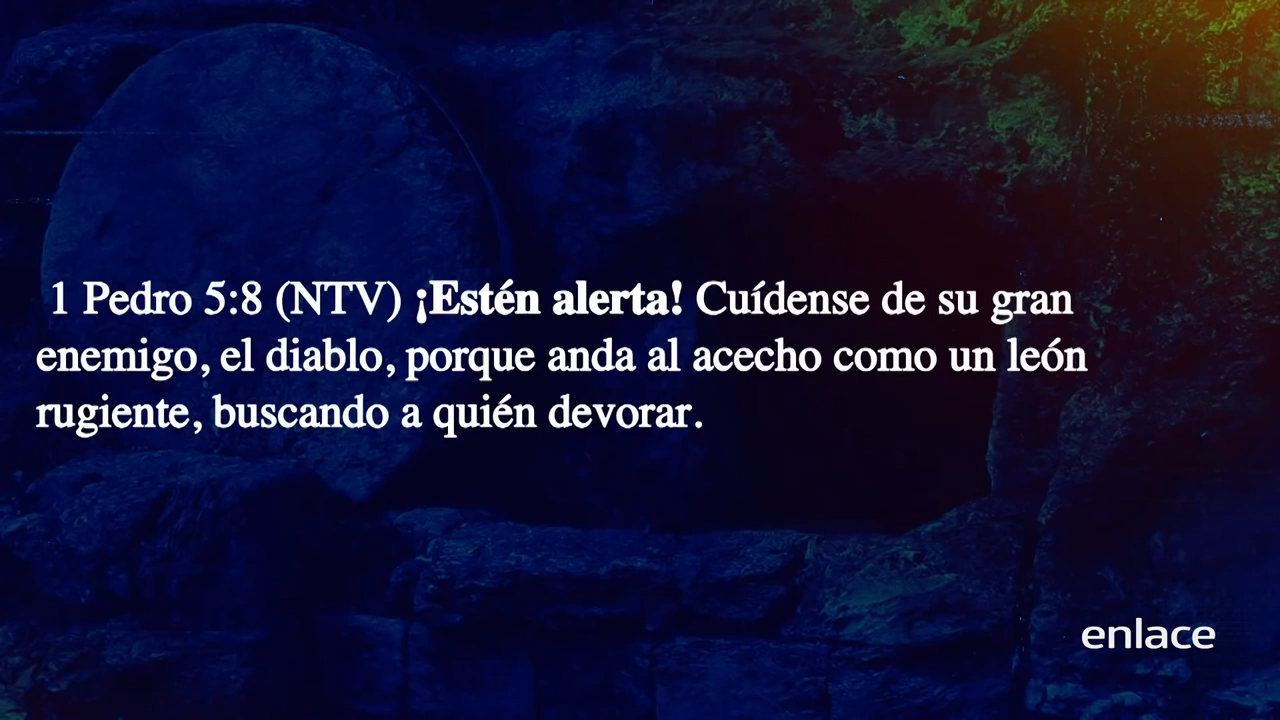 1 Pedro 5:8 (NTV) ¡Estén alerta! Cuídense de su gran
enemigo, el diablo, porque anda al acecho como un león
rugiente, buscando a quién devorar.
enlace